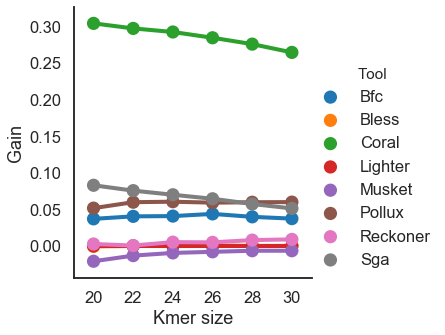 0.30
0.25
0.20
0.15
0.10
0.05
0.00
Gain
20 22 24 26 28 30
Kmer size
Tool
Bfc
Bless
Coral
Lighter
Musket
Pollux
Reckoner
Sga